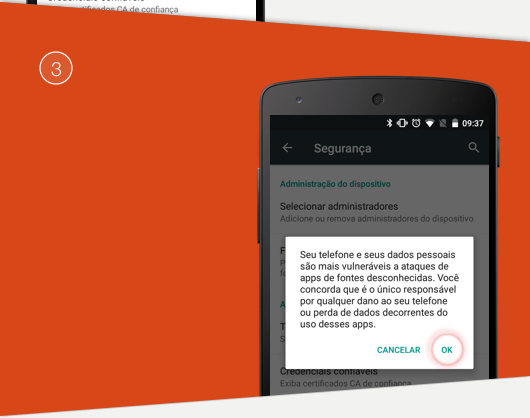 certificados CA de confiança
3
09:37
Segurança
Administração do dispositivo
Selecionar administradores
Adicione ou remova administradores do dispositivo
Seu telefone e seus dados pessoais
são mais vulneráveis a ataques de
apps de fontes desconhecidas. Você
concorda que é o único responsável
por qualquer dano ao seu telefone
ou perda de dados decorrentes do
uso desses apps.
CANCELAR OK
Credenciais confiáveis
Exiba certificados CA de confiança